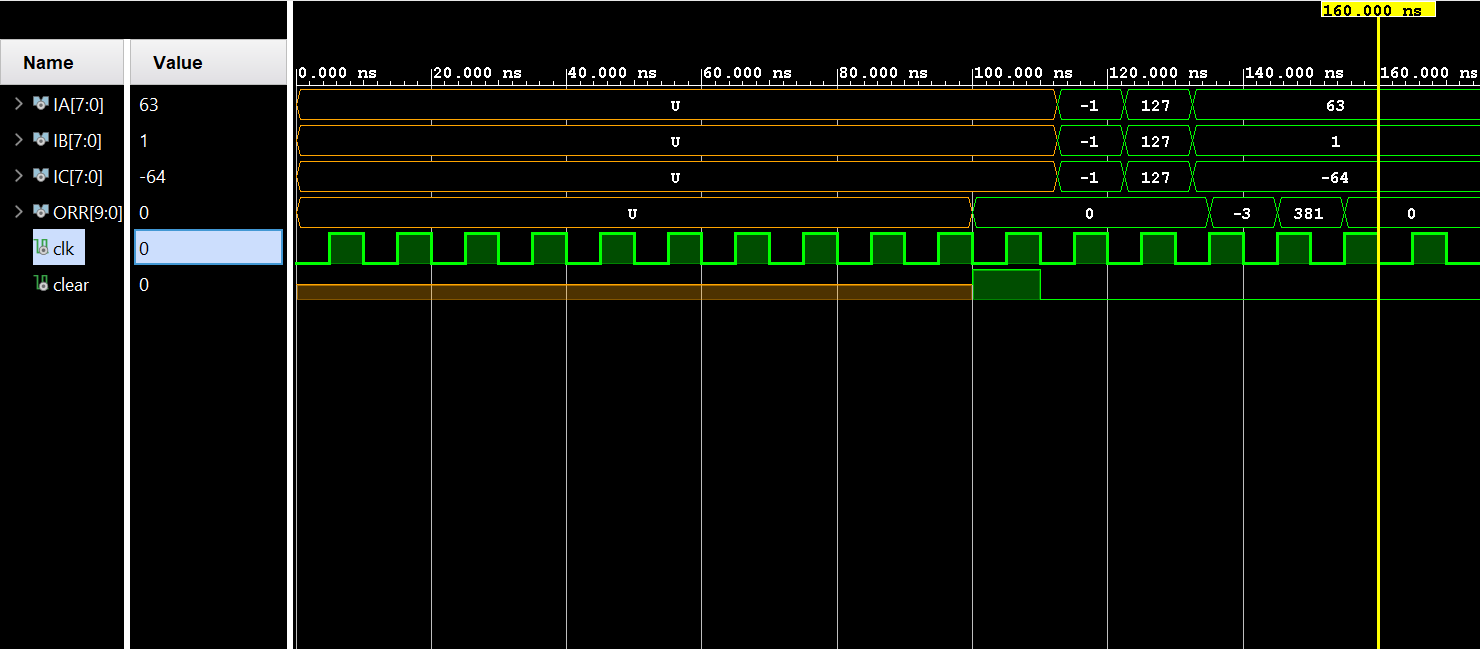 160.000 ns
Name Value
0.000 ns 20.000 ns 40.000 ns 60.000 ns 80.000 ns 100.000 ns 120.000 ns 140.000 ns 160.000 ns
IA[7:0] 63 U -1 127 63
IB[7:0] 1 U -1 127 1
IC[7:0] -64 U -1 127 -64
ORR[9:0] 0 U 0 -3 381 0
clk 0
clear 0